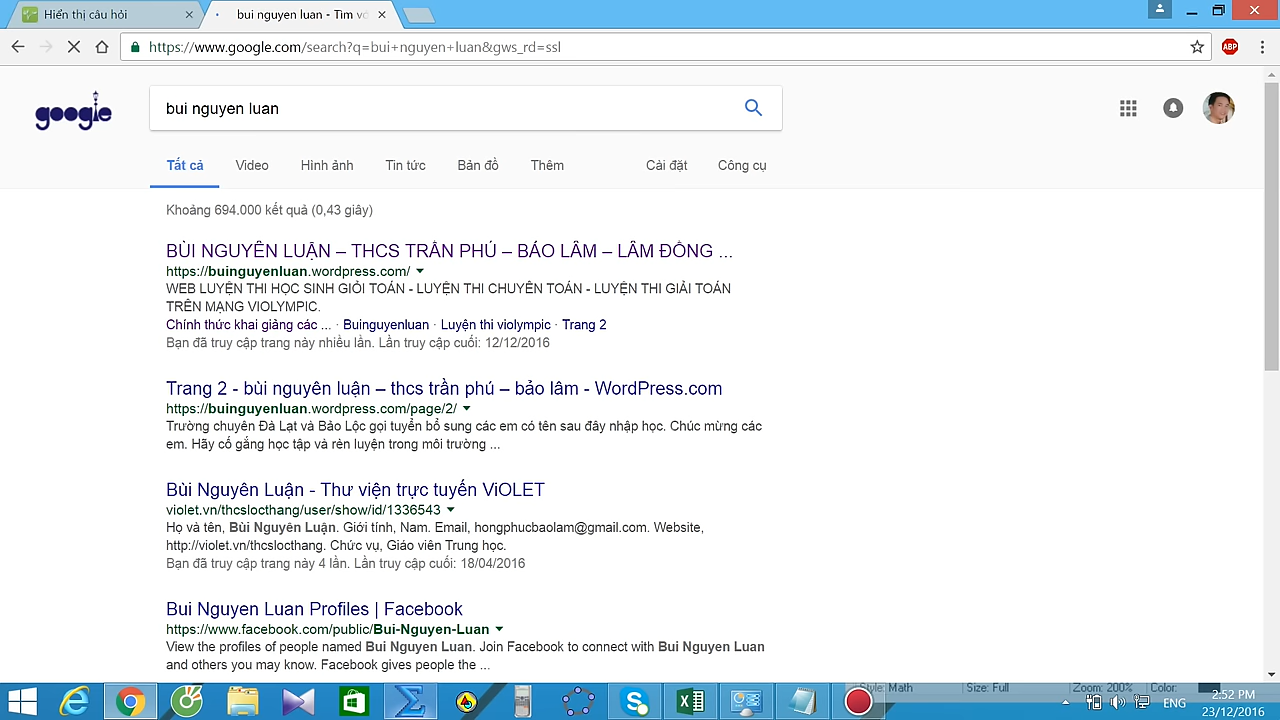 Hiển thị câu hỏi
bui nguyen luan - Tìm vớ
https://www.google.com/search?q=bui+nguyen+luan&gws_rd=ssl
ABP
google
bui nguyen luan
Tất cả
Video
Hình ảnh
Tin tức
Bản đồ
Thêm
Cài đặt
Công cụ
Khoảng 694.000 kết quả (0,43 giây)
BÙI NGUYÊN LUẬN – THCS TRẦN PHÚ – BẢO LÂM – LÂM ĐỒNG ...
https://buinguyenluan.wordpress.com/
WEB LUYỆN THI HỌC SINH GIỎI TOÁN - LUYỆN THI CHUYÊN TOÁN - LUYỆN THI GIẢI TOÁN
TRÊN MẠNG VIOLYMPIC.
Chính thức khai giảng các ... · Buinguyenluan · Luyện thi violympic · Trang 2
Bạn đã truy cập trang này nhiều lần. Lần truy cập cuối: 12/12/2016
Trang 2 - bùi nguyên luận – thcs trần phú – bảo lâm - WordPress.com
https://buinguyenluan.wordpress.com/page/2/
Trường chuyên Đà Lạt và Bảo Lộc gọi tuyển bổ sung các em có tên sau đây nhập học. Chúc mừng các
em. Hãy cố gắng học tập và rèn luyện trong môi trường ...
Bùi Nguyên Luận - Thư viện trực tuyến ViOLET
violet.vn/thcslocthang/user/show/id/1336543
Họ và tên, Bùi Nguyên Luận. Giới tính, Nam. Email, hongphucbaolam@gmail.com. Website,
http://violet.vn/thcslocthang. Chức vụ, Giáo viên Trung học.
Bạn đã truy cập trang này 4 lần. Lần truy cập cuối: 18/04/2016
Bui Nguyen Luan Profiles | Facebook
https://www.facebook.com/public/Bui-Nguyen-Luan
View the profiles of people named Bui Nguyen Luan. Join Facebook to connect with Bui Nguyen Luan
and others you may know. Facebook gives people the ...
Style: Math
Size: Full
Zoom: 200%
Color:
ENG
2:52 PM
23/12/2016